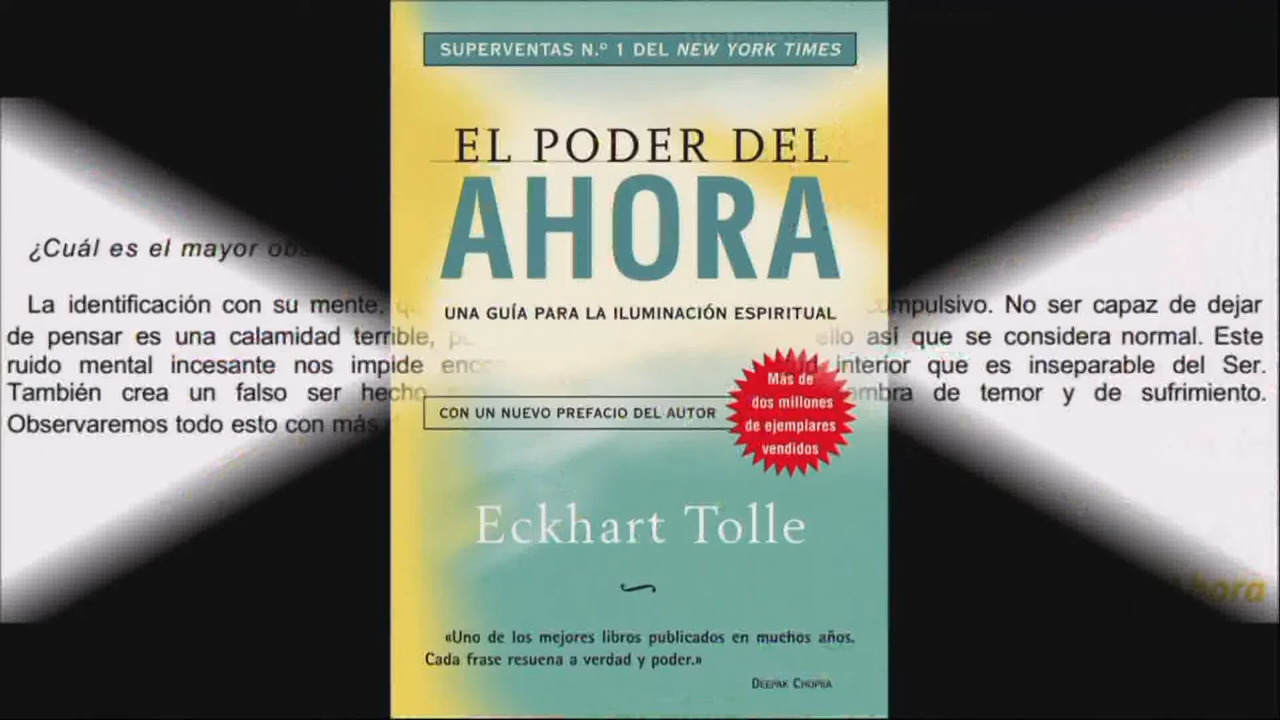 SUPERVENTAS N.º 1 DEL NEW YORK TIMES
EL PODER DEL
AHORA
UNA GUÍA PARA LA ILUMINACIÓN ESPIRITUAL
CON UN NUEVO PREFACIO DEL AUTOR
Más de
dos millones
de ejemplares
vendidos
Eckhart Tolle
«Uno de los mejores libros publicados en muchos años.
Cada frase resuena a verdad y poder.»
DEEPAK CHOPRA
¿Cuál es el mayor
La identificación con su mente, compulsivo. No ser capaz de dejar
de pensar es una calamidad terrible, ello así que se considera normal. Este
ruido mental incesante nos impide interior que es inseparable del Ser.
También crea un falso ser hecho de temor y de sufrimiento.
Observaremos todo esto con más